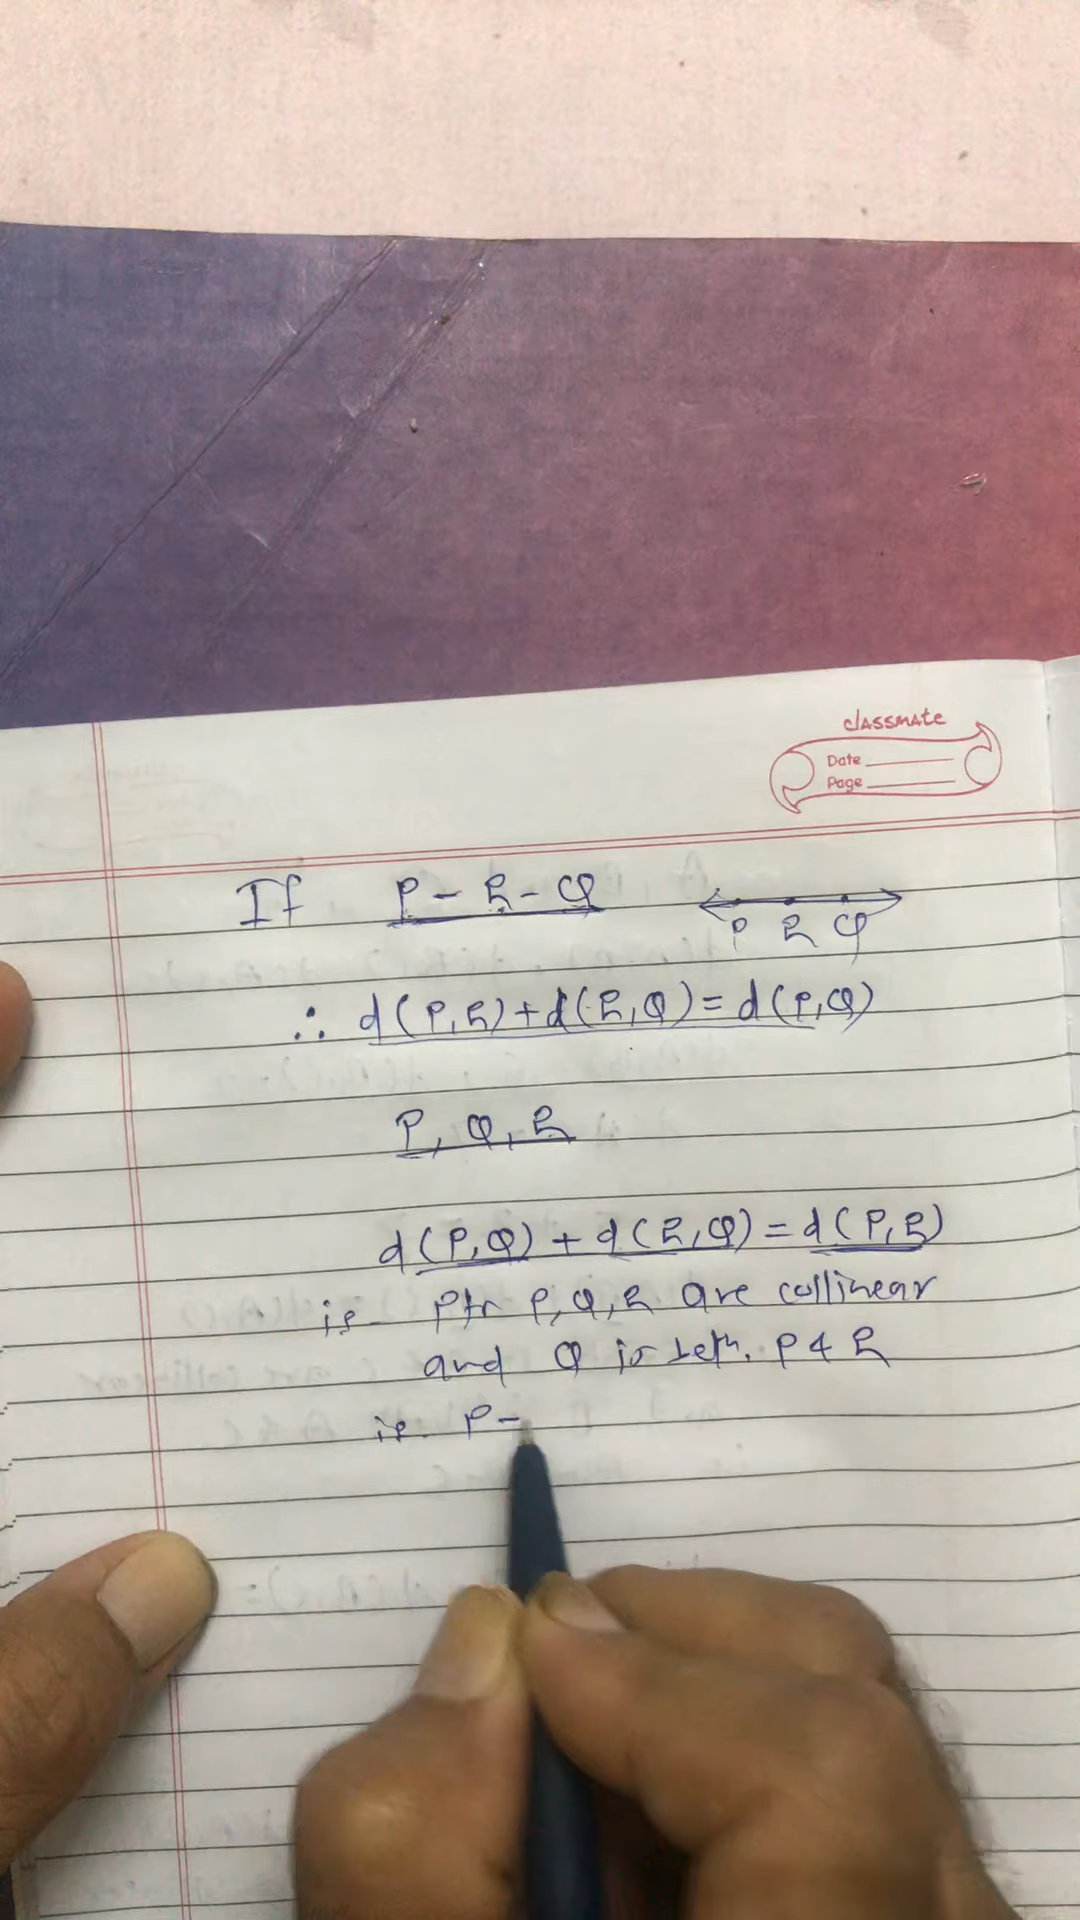 classmate
Date
Page
If P - R - Q
P R Q
∴ d(P,R)+d(R,Q)=d(P,Q)
P, Q, R
d(P,Q) + d(R,Q) = d(P,R)
ie. Pts P,Q,R are collinear
and Q is betn. P & R
ie. P -